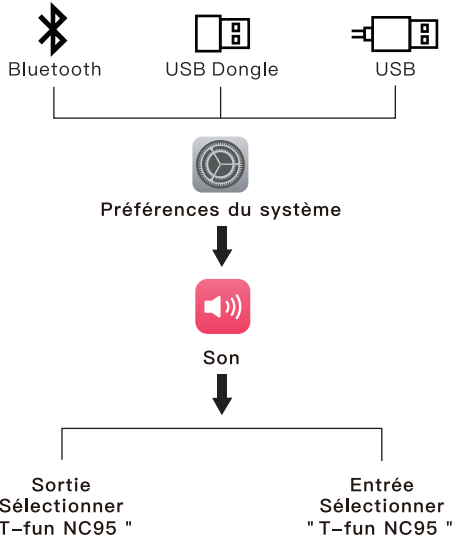 Bluetooth USB Dongle USB
Préférences du système
Son
Sortie Entrée
Sélectionner Sélectionner
T-fun NC95 " " T-fun NC95 "